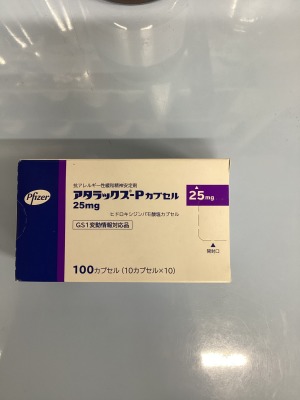 抗アレルギー性緩和精神安定剤
Pfizer
アタラックス-Pカプセル
25mg
25mg
ヒドロキシジンパモ酸塩カプセル
GS1変動情報対応品
開封口
100カプセル (10カプセル×10)